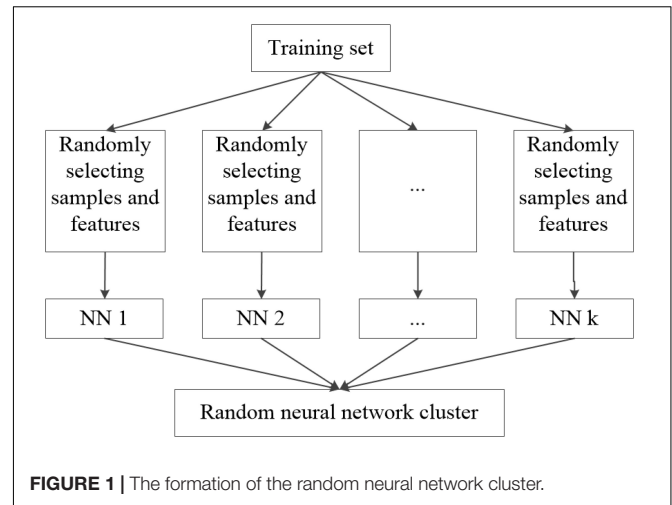 Training set
Randomly
selecting
samples and
features
Randomly
selecting
samples and
features
...
Randomly
selecting
samples and
features
NN 1
NN 2
...
NN k
Random neural network cluster
FIGURE 1 | The formation of the random neural network cluster.